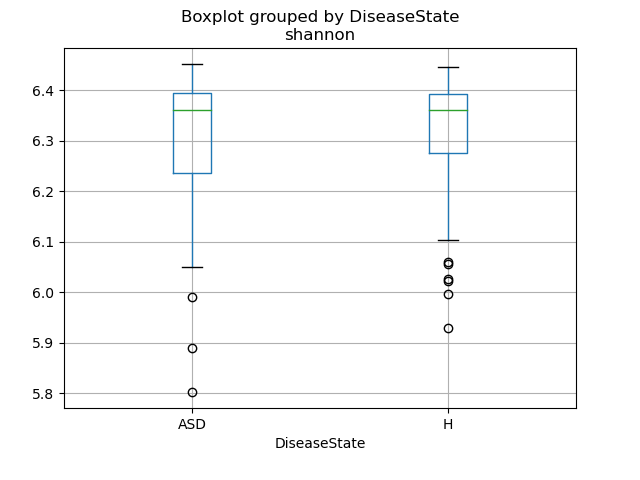 Boxplot grouped by DiseaseState
shannon
6.4
6.3
6.2
6.1
6.0
5.9
5.8
ASD H
DiseaseState